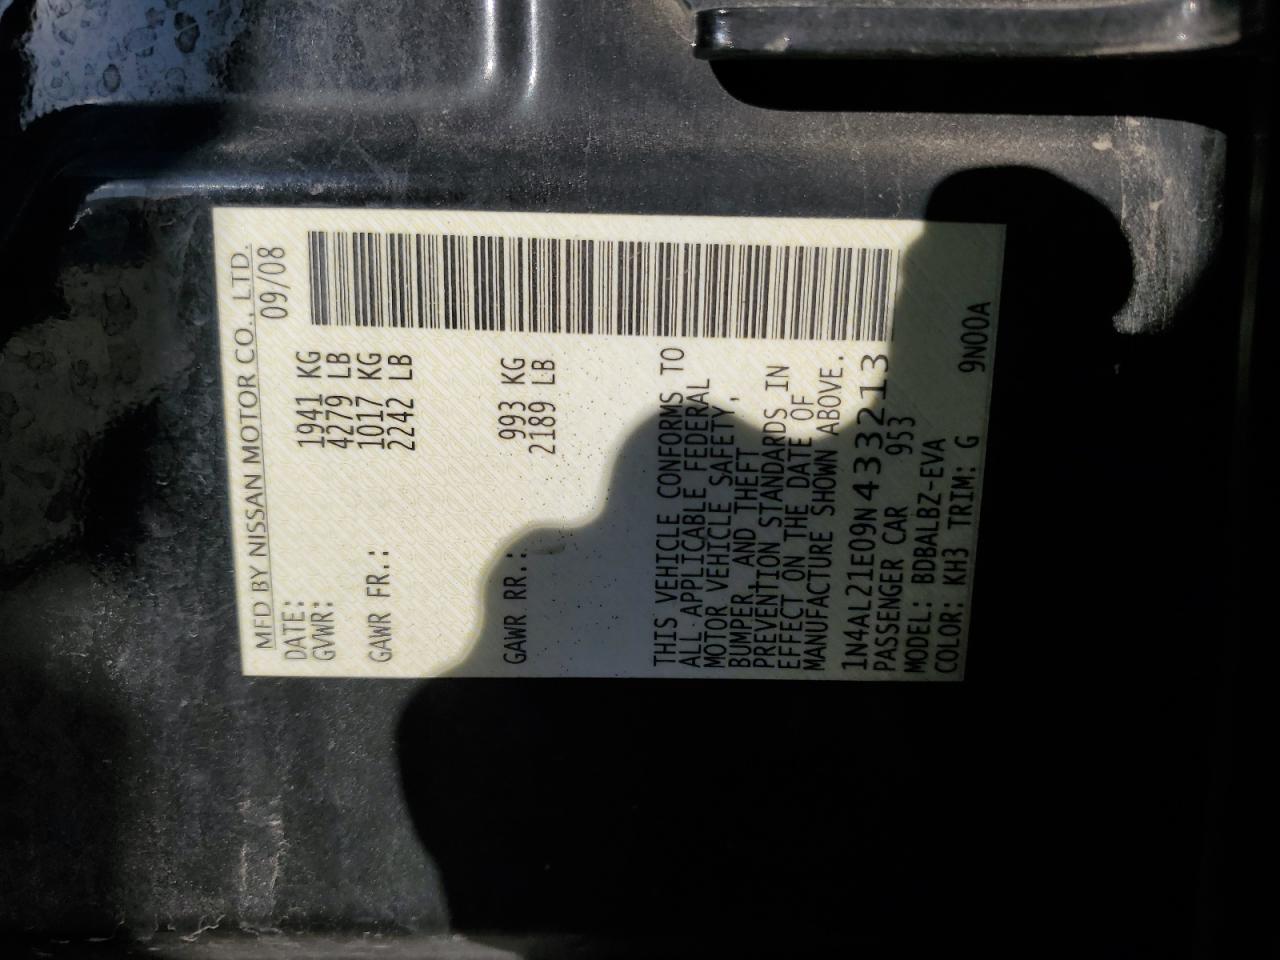 MFD BY NISSAN MOTOR CO., LTD.
DATE: 09/08
GVWR: 1941 KG
4279 LB
GAWR FR.: 1017 KG
2242 LB
GAWR RR.: 993 KG
2189 LB
THIS VEHICLE CONFORMS TO
ALL APPLICABLE FEDERAL
MOTOR VEHICLE SAFETY,
BUMPER, AND THEFT
PREVENTION STANDARDS IN
EFFECT ON THE DATE OF
MANUFACTURE SHOWN ABOVE.
1N4AL21E09N433213
PASSENGER CAR 953
MODEL: BDBALBZ-EVA
COLOR: KH3 TRIM: G 9N00A